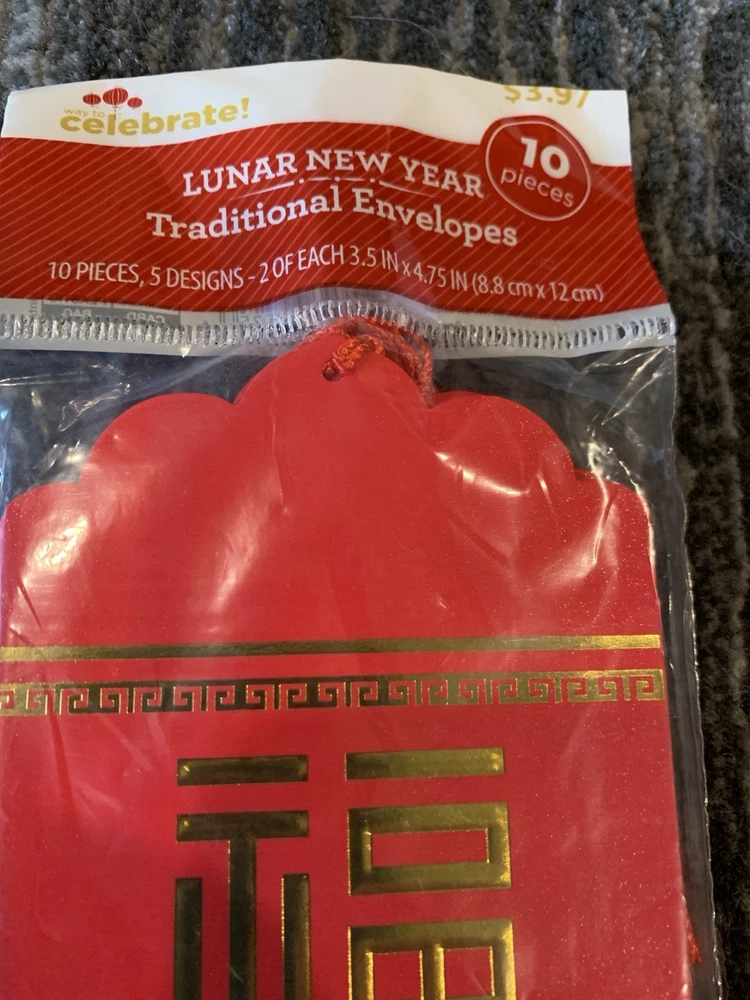 $3.97
way to
celebrate!
10
pieces
LUNAR NEW YEAR
Traditional Envelopes
10 PIECES, 5 DESIGNS - 2 OF EACH 3.5 IN x 4.75 IN (8.8 cm x 12 cm)
福